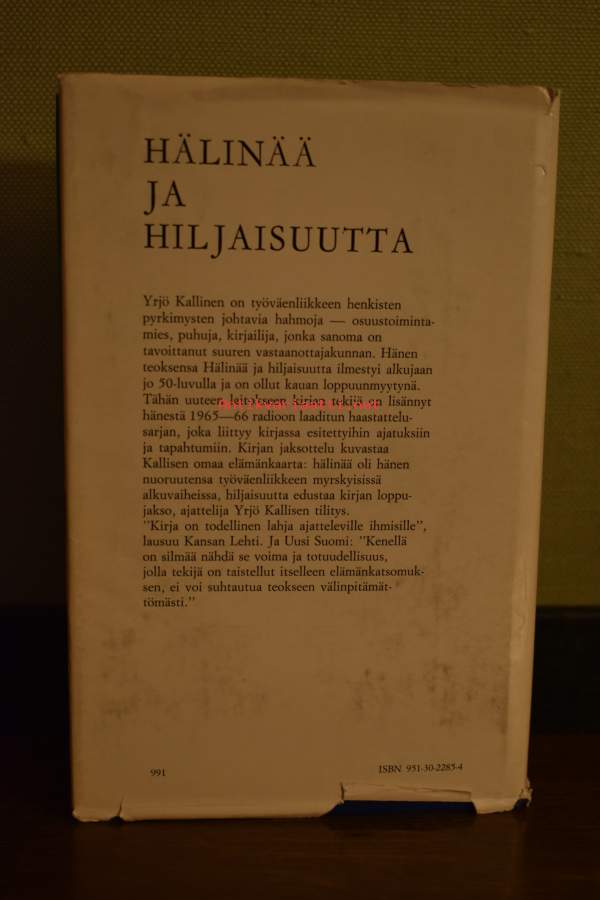 HÄLINÄÄ
JA
HILJAISUUTTA
Yrjö Kallinen on työväenliikkeen henkisten
pyrkimysten johtavia hahmoja — osuustoiminta-
mies, puhuja, kirjailija, jonka sanoma on
tavoittanut suuren vastaanottajakunnan. Hänen
teoksensa Hälinää ja hiljaisuutta ilmestyi alkujaan
jo 50-luvulla ja on ollut kauan loppuunmyytynä.
Tähän uuteen laitokseen kirjan tekijä on lisännyt
hänestä 1965—66 radioon laaditun haastattelu-
sarjan, joka liittyy kirjassa esitettyihin ajatuksiin
ja tapahtumiin. Kirjan jaksottelu kuvastaa
Kallisen omaa elämänkaarta: hälinää oli hänen
nuoruutensa työväenliikkeen myrskyisissä
alkuvaiheissa, hiljaisuutta edustaa kirjan loppu-
jakso, ajattelija Yrjö Kallisen tilitys.
"Kirja on todellinen lahja ajatteleville ihmisille",
lausuu Kansan Lehti. Ja Uusi Suomi: "Kenellä
on silmää nähdä se voima ja totuudellisuus,
jolla tekijä on taistellut itselleen elämänkatsomuk-
sen, ei voi suhtautua teokseen välinpitämät-
tömästi."
991
ISBN 951-30-2285-4